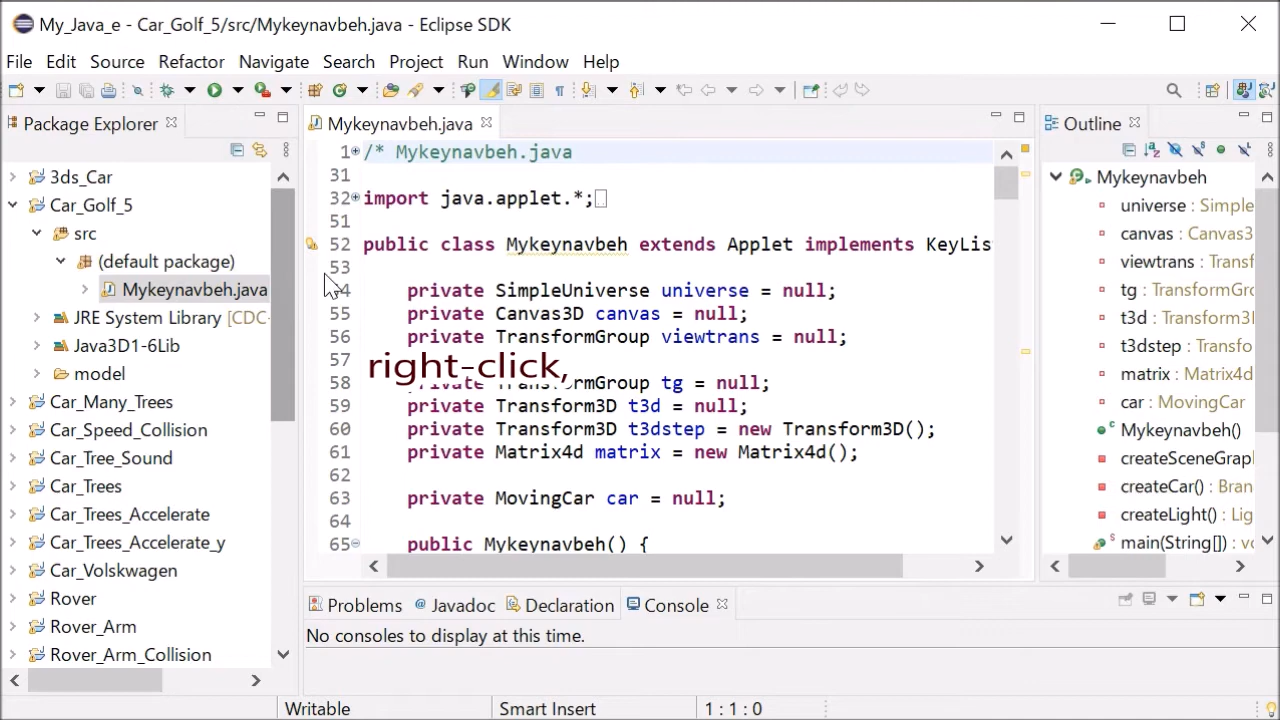 My_Java_e - Car_Golf_5/src/Mykeynavbeh.java - Eclipse SDK
File Edit Source Refactor Navigate Search Project Run Window Help
Package Explorer
3ds_Car
Car_Golf_5
src
(default package)
Mykeynavbeh.java
JRE System Library [CDC-
Java3D1-6Lib
model
Car_Many_Trees
Car_Speed_Collision
Car_Tree_Sound
Car_Trees
Car_Trees_Accelerate
Car_Trees_Accelerate_y
Car_Volskwagen
Rover
Rover_Arm
Rover_Arm_Collision
Mykeynavbeh.java
1 /* Mykeynavbeh.java
31
32 import java.applet.*;
51
52 public class Mykeynavbeh extends Applet implements KeyLis
53
54 private SimpleUniverse universe = null;
55 private Canvas3D canvas = null;
56 private TransformGroup viewtrans = null;
57
right-click,
58 private TransformGroup tg = null;
59 private Transform3D t3d = null;
60 private Transform3D t3dstep = new Transform3D();
61 private Matrix4d matrix = new Matrix4d();
62
63 private MovingCar car = null;
64
65 public Mykeynavbeh() {
Outline
Mykeynavbeh
universe : Simple
canvas : Canvas3
viewtrans : Transf
tg : TransformGro
t3d : Transform3
t3dstep : Transfo
matrix : Matrix4d
car : MovingCar
Mykeynavbeh()
createSceneGrap
createCar() : Bran
createLight() : Lig
main(String[]) : vo
Problems Javadoc Declaration Console
No consoles to display at this time.
Writable Smart Insert 1 : 1 : 0